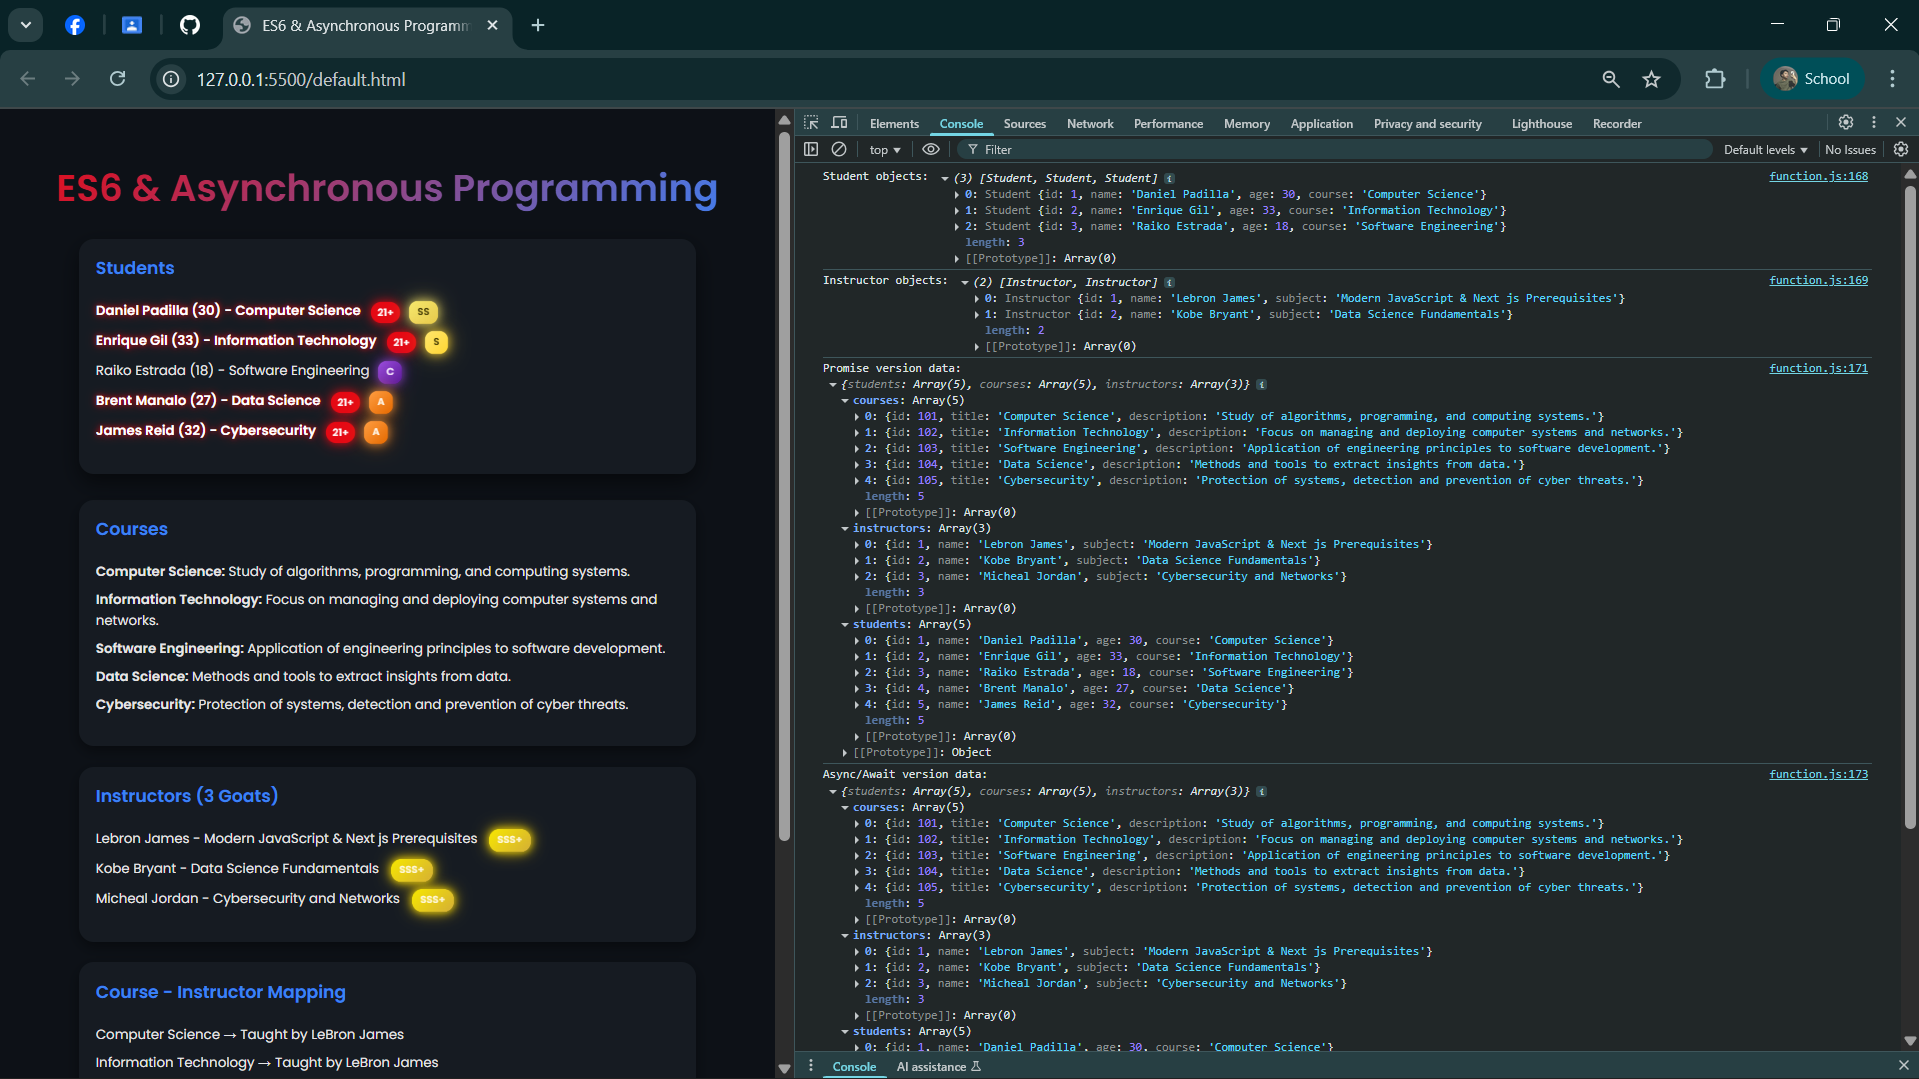 ES6 & Asynchronous Programm
127.0.0.1:5500/default.html
School
ES6 & Asynchronous Programming
Students
Daniel Padilla (30) - Computer Science 21+ SS
Enrique Gil (33) - Information Technology 21+ S
Raiko Estrada (18) - Software Engineering C
Brent Manalo (27) - Data Science 21+ A
James Reid (32) - Cybersecurity 21+ A
Courses
Computer Science: Study of algorithms, programming, and computing systems.
Information Technology: Focus on managing and deploying computer systems and
networks.
Software Engineering: Application of engineering principles to software development.
Data Science: Methods and tools to extract insights from data.
Cybersecurity: Protection of systems, detection and prevention of cyber threats.
Instructors (3 Goats)
Lebron James - Modern JavaScript & Next js Prerequisites SSS+
Kobe Bryant - Data Science Fundamentals SSS+
Micheal Jordan - Cybersecurity and Networks SSS+
Course - Instructor Mapping
Computer Science → Taught by LeBron James
Information Technology → Taught by LeBron James
Elements Console Sources Network Performance Memory Application Privacy and security Lighthouse Recorder
top Filter Default levels No Issues
Student objects: (3) [Student, Student, Student] function.js:168
0: Student {id: 1, name: 'Daniel Padilla', age: 30, course: 'Computer Science'}
1: Student {id: 2, name: 'Enrique Gil', age: 33, course: 'Information Technology'}
2: Student {id: 3, name: 'Raiko Estrada', age: 18, course: 'Software Engineering'}
length: 3
[[Prototype]]: Array(0)
Instructor objects: (2) [Instructor, Instructor] function.js:169
0: Instructor {id: 1, name: 'Lebron James', subject: 'Modern JavaScript & Next js Prerequisites'}
1: Instructor {id: 2, name: 'Kobe Bryant', subject: 'Data Science Fundamentals'}
length: 2
[[Prototype]]: Array(0)
Promise version data: function.js:171
{students: Array(5), courses: Array(5), instructors: Array(3)}
courses: Array(5)
0: {id: 101, title: 'Computer Science', description: 'Study of algorithms, programming, and computing systems.'}
1: {id: 102, title: 'Information Technology', description: 'Focus on managing and deploying computer systems and networks.'}
2: {id: 103, title: 'Software Engineering', description: 'Application of engineering principles to software development.'}
3: {id: 104, title: 'Data Science', description: 'Methods and tools to extract insights from data.'}
4: {id: 105, title: 'Cybersecurity', description: 'Protection of systems, detection and prevention of cyber threats.'}
length: 5
[[Prototype]]: Array(0)
instructors: Array(3)
0: {id: 1, name: 'Lebron James', subject: 'Modern JavaScript & Next js Prerequisites'}
1: {id: 2, name: 'Kobe Bryant', subject: 'Data Science Fundamentals'}
2: {id: 3, name: 'Micheal Jordan', subject: 'Cybersecurity and Networks'}
length: 3
[[Prototype]]: Array(0)
students: Array(5)
0: {id: 1, name: 'Daniel Padilla', age: 30, course: 'Computer Science'}
1: {id: 2, name: 'Enrique Gil', age: 33, course: 'Information Technology'}
2: {id: 3, name: 'Raiko Estrada', age: 18, course: 'Software Engineering'}
3: {id: 4, name: 'Brent Manalo', age: 27, course: 'Data Science'}
4: {id: 5, name: 'James Reid', age: 32, course: 'Cybersecurity'}
length: 5
[[Prototype]]: Array(0)
[[Prototype]]: Object
Async/Await version data: function.js:173
{students: Array(5), courses: Array(5), instructors: Array(3)}
courses: Array(5)
0: {id: 101, title: 'Computer Science', description: 'Study of algorithms, programming, and computing systems.'}
1: {id: 102, title: 'Information Technology', description: 'Focus on managing and deploying computer systems and networks.'}
2: {id: 103, title: 'Software Engineering', description: 'Application of engineering principles to software development.'}
3: {id: 104, title: 'Data Science', description: 'Methods and tools to extract insights from data.'}
4: {id: 105, title: 'Cybersecurity', description: 'Protection of systems, detection and prevention of cyber threats.'}
length: 5
[[Prototype]]: Array(0)
instructors: Array(3)
0: {id: 1, name: 'Lebron James', subject: 'Modern JavaScript & Next js Prerequisites'}
1: {id: 2, name: 'Kobe Bryant', subject: 'Data Science Fundamentals'}
2: {id: 3, name: 'Micheal Jordan', subject: 'Cybersecurity and Networks'}
length: 3
[[Prototype]]: Array(0)
students: Array(5)
0: {id: 1, name: 'Daniel Padilla', age: 30, course: 'Computer Science'}
Console AI assistance